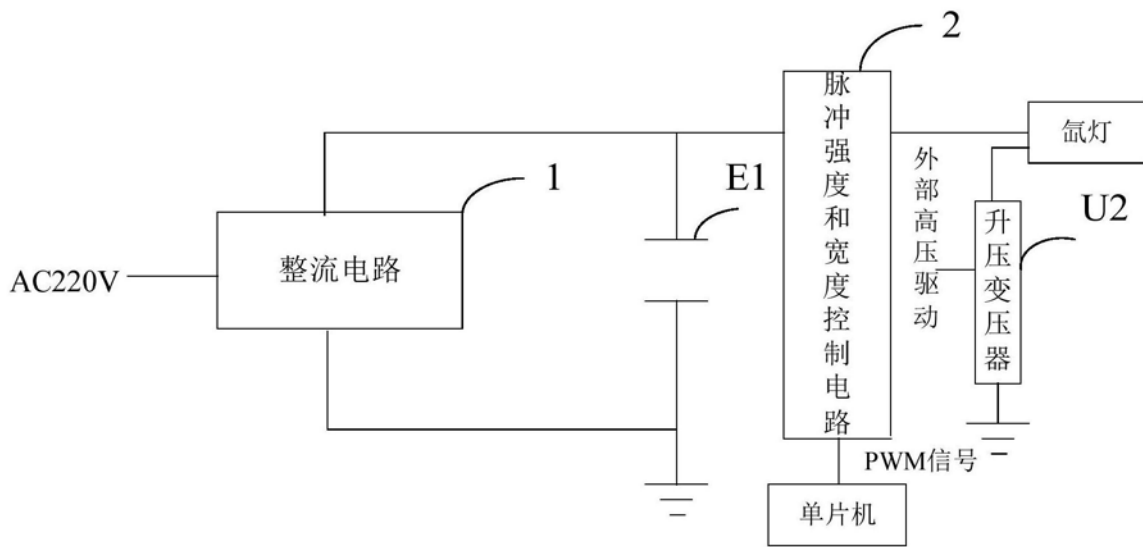 2
脉冲强度和宽度控制电路
氙灯
1
E1
外部高压驱动
U2
升压变压器
整流电路
AC220V
PWM信号
单片机